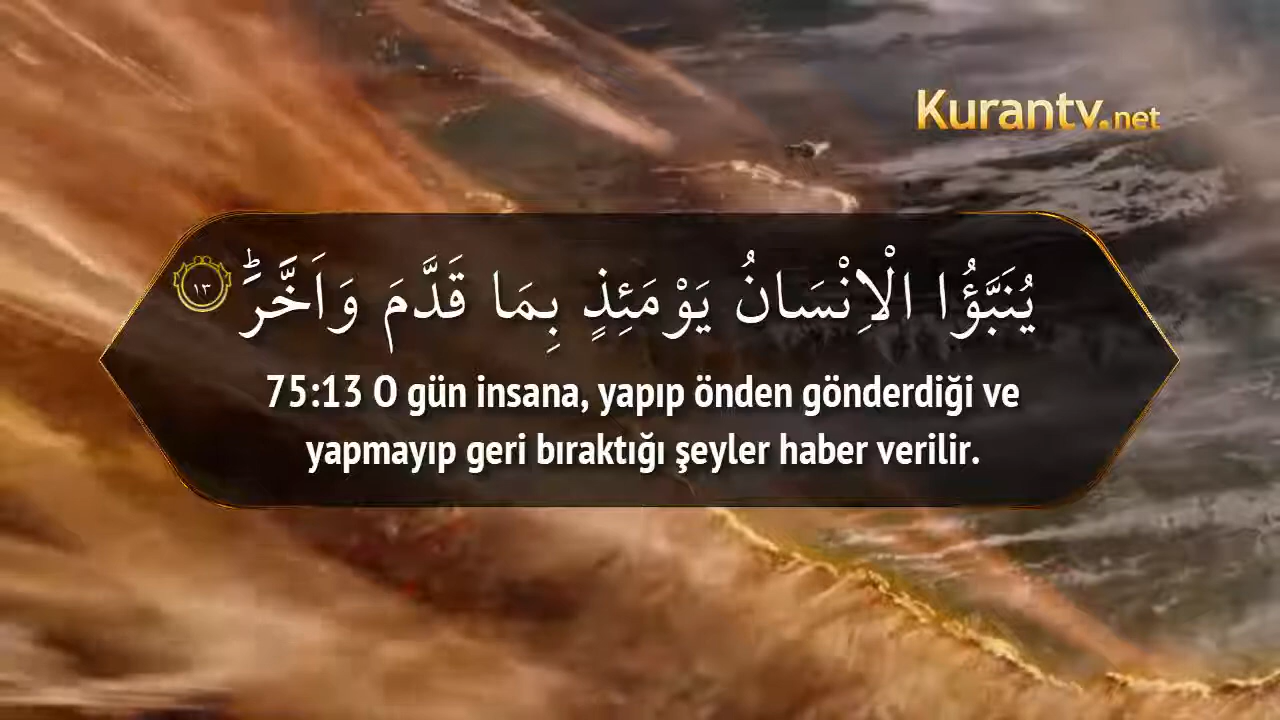 Kurantv.net
يُنَبَّؤُا الْاِنْسَانُ يَوْمَئِذٍ بِمَا قَدَّمَ وَاَخَّرَۜ ١٣
75:13 O gün insana, yapıp önden gönderdiği ve
yapmayıp geri bıraktığı şeyler haber verilir.